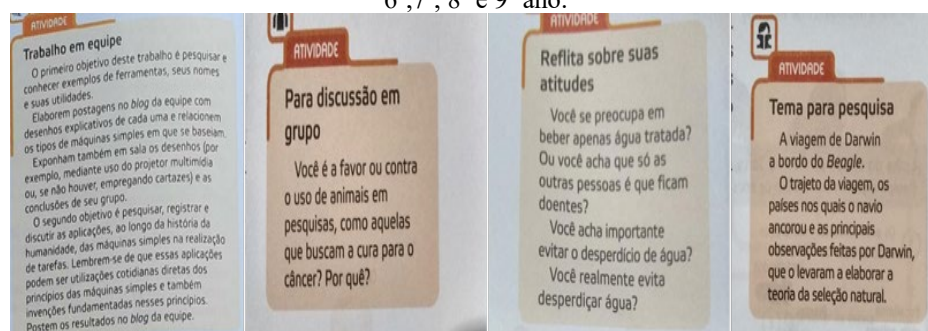 6º,7º, 8º e 9º ano.
ATIVIDADE
Trabalho em equipe
O primeiro objetivo deste trabalho é pesquisar e
conhecer exemplos de ferramentas, seus nomes
e suas utilidades.
Elaborem postagens no blog da equipe com
desenhos explicativos de cada uma e relacionem
os tipos de máquinas simples em que se baseiam.
Exponham também em sala os desenhos (por
exemplo, mediante uso do projetor multimídia
ou, se não houver, empregando cartazes) e as
conclusões de seu grupo.
O segundo objetivo é pesquisar, registrar e
discutir as aplicações, ao longo da história da
humanidade, das máquinas simples na realização
de tarefas. Lembrem-se de que essas aplicações
podem ser utilizações cotidianas diretas dos
princípios das máquinas simples e também
invenções fundamentadas nesses princípios.
Postem os resultados no blog da equipe.
ATIVIDADE
Para discussão em
grupo
Você é a favor ou contra
o uso de animais em
pesquisas, como aquelas
que buscam a cura para o
câncer? Por quê?
ATIVIDADE
Reflita sobre suas
atitudes
Você se preocupa em
beber apenas água tratada?
Ou você acha que só as
outras pessoas é que ficam
doentes?
Você acha importante
evitar o desperdício de água?
Você realmente evita
desperdiçar água?
ATIVIDADE
Tema para pesquisa
A viagem de Darwin
a bordo do Beagle.
O trajeto da viagem, os
países nos quais o navio
ancorou e as principais
observações feitas por Darwin,
que o levaram a elaborar a
teoria da seleção natural.